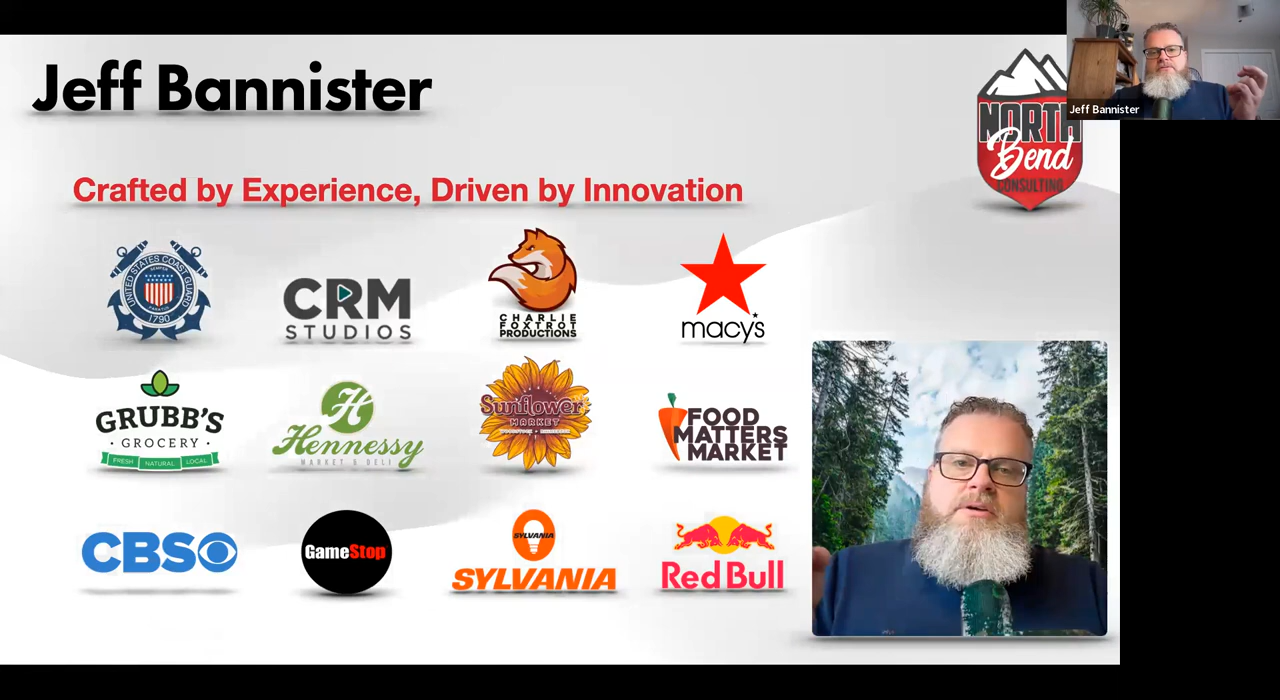 Jeff Bannister
NORTH
Bend
CONSULTING
Jeff Bannister
Crafted by Experience, Driven by Innovation
UNITED STATES COAST GUARD
SEMPER
PARATUS
1790
CRM
STUDIOS
CHARLIE
FOXTROT
PRODUCTIONS
macy's
GRUBB'S
GROCERY
FRESH NATURAL LOCAL
H
Hennessy
MARKET & DELI
Sunflower
MARKET
FOOD
MATTERS
MARKET
CBS
GameStop
SYLVANIA
SYLVANIA
Red Bull